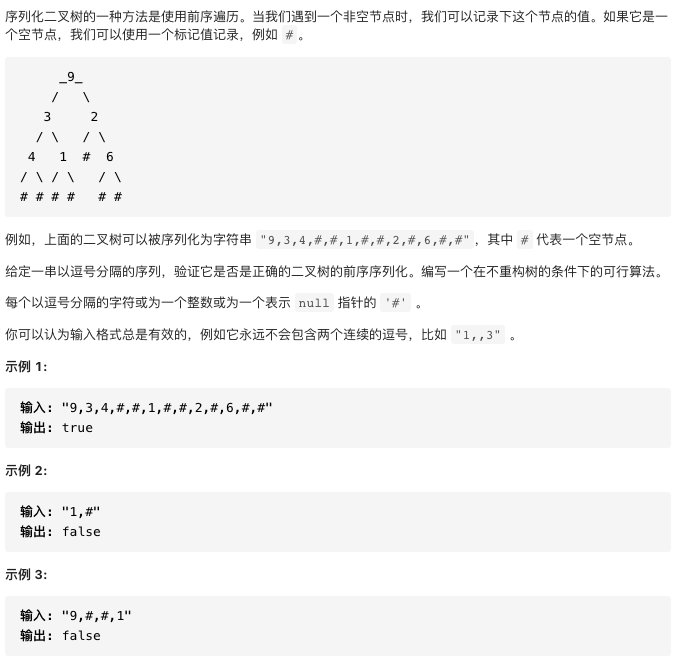 序列化二叉树的一种方法是使用前序遍历。当我们遇到一个非空节点时，我们可以记录下这个节点的值。如果它是一
个空节点，我们可以使用一个标记值记录，例如 #。
     _9_
    /   \
   3     2
  / \   / \
 4   1  #  6
/ \ / \   / \
# # # #   # #
例如，上面的二叉树可以被序列化为字符串 "9,3,4,#,#,1,#,#,2,#,6,#,#"，其中 # 代表一个空节点。
给定一串以逗号分隔的序列，验证它是否是正确的二叉树的前序序列化。编写一个在不重构树的条件下的可行算法。
每个以逗号分隔的字符或为一个整数或为一个表示 null 指针的 '#' 。
你可以认为输入格式总是有效的，例如它永远不会包含两个连续的逗号，比如 "1,,3" 。
示例 1:
输入: "9,3,4,#,#,1,#,#,2,#,6,#,#"
输出: true
示例 2:
输入: "1,#"
输出: false
示例 3:
输入: "9,#,#,1"
输出: false